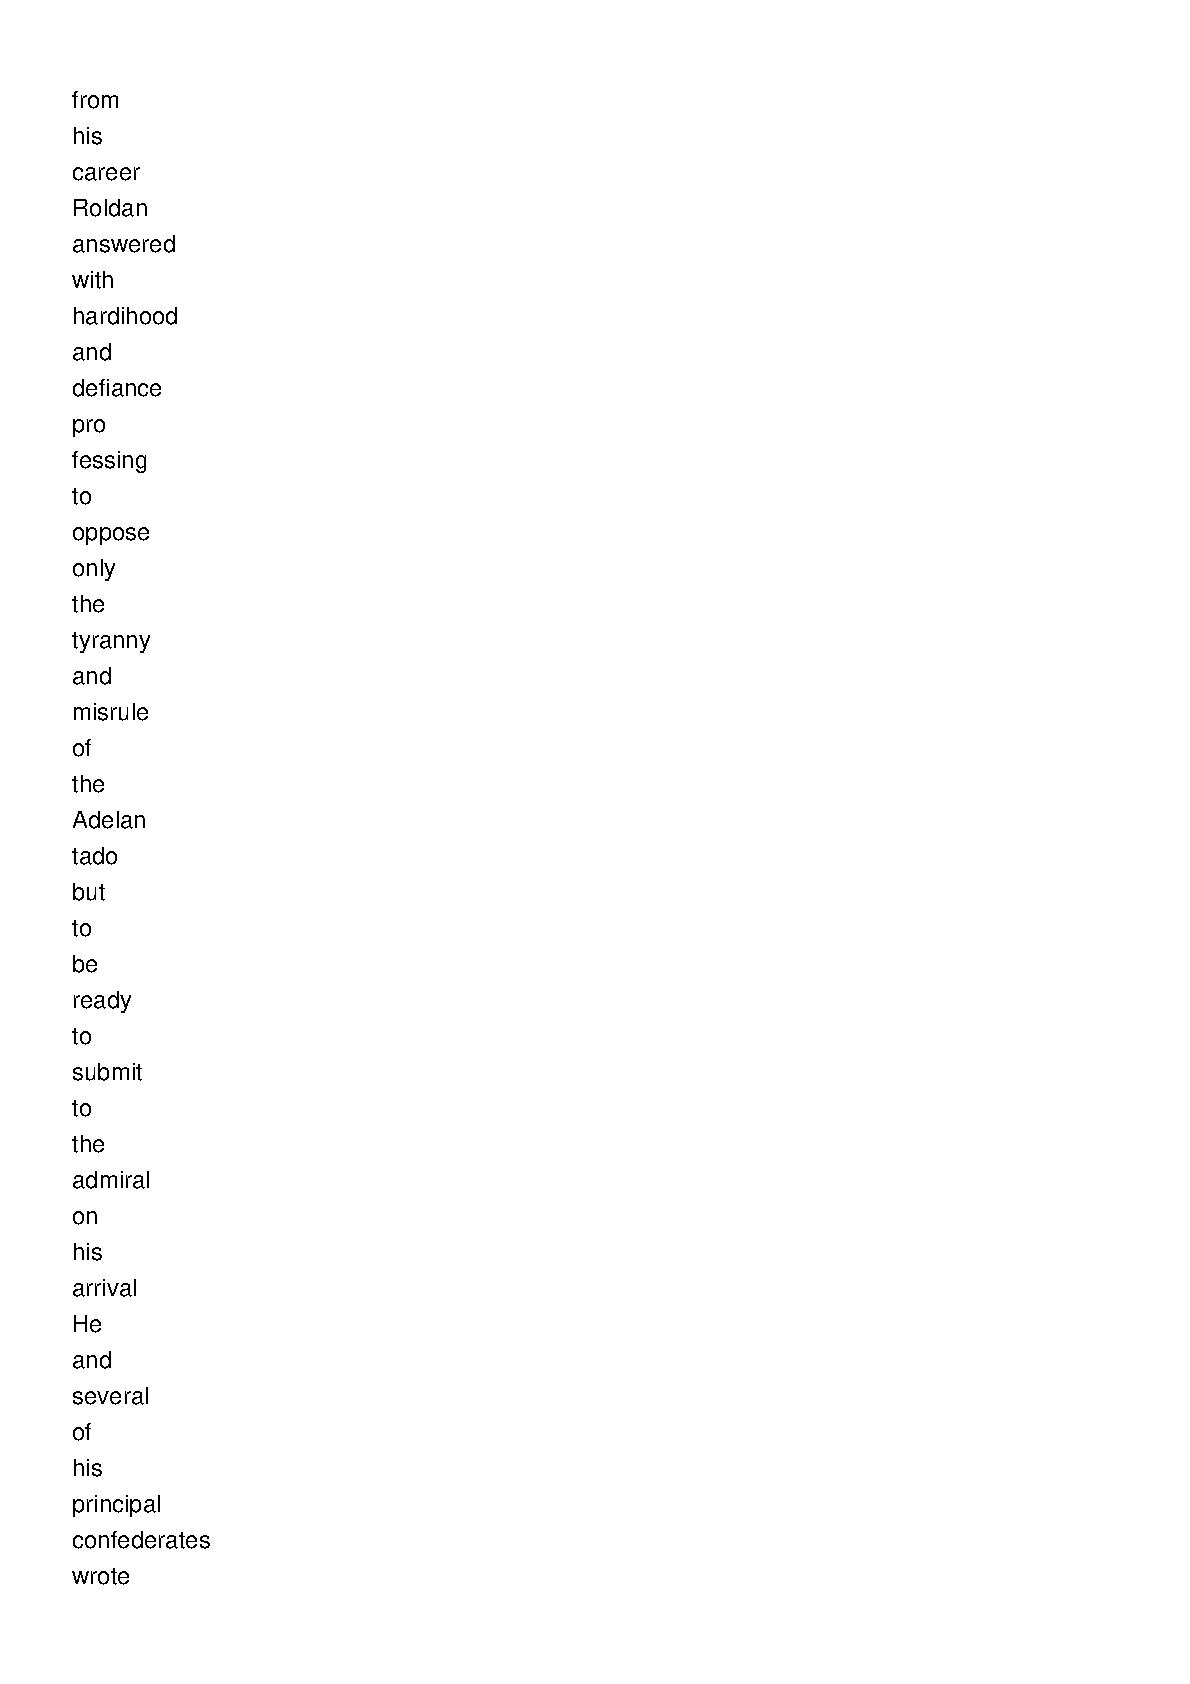 from
his
career
Roldan
answered
with
hardihood
and
defiance
pro
fessing
to
oppose
only
the
tyranny
and
misrule
of
the
Adelan
tado
but
to
be
ready
to
submit
to
the
admiral
on
his
arrival
He
and
several
of
his
principal
confederates
wrote